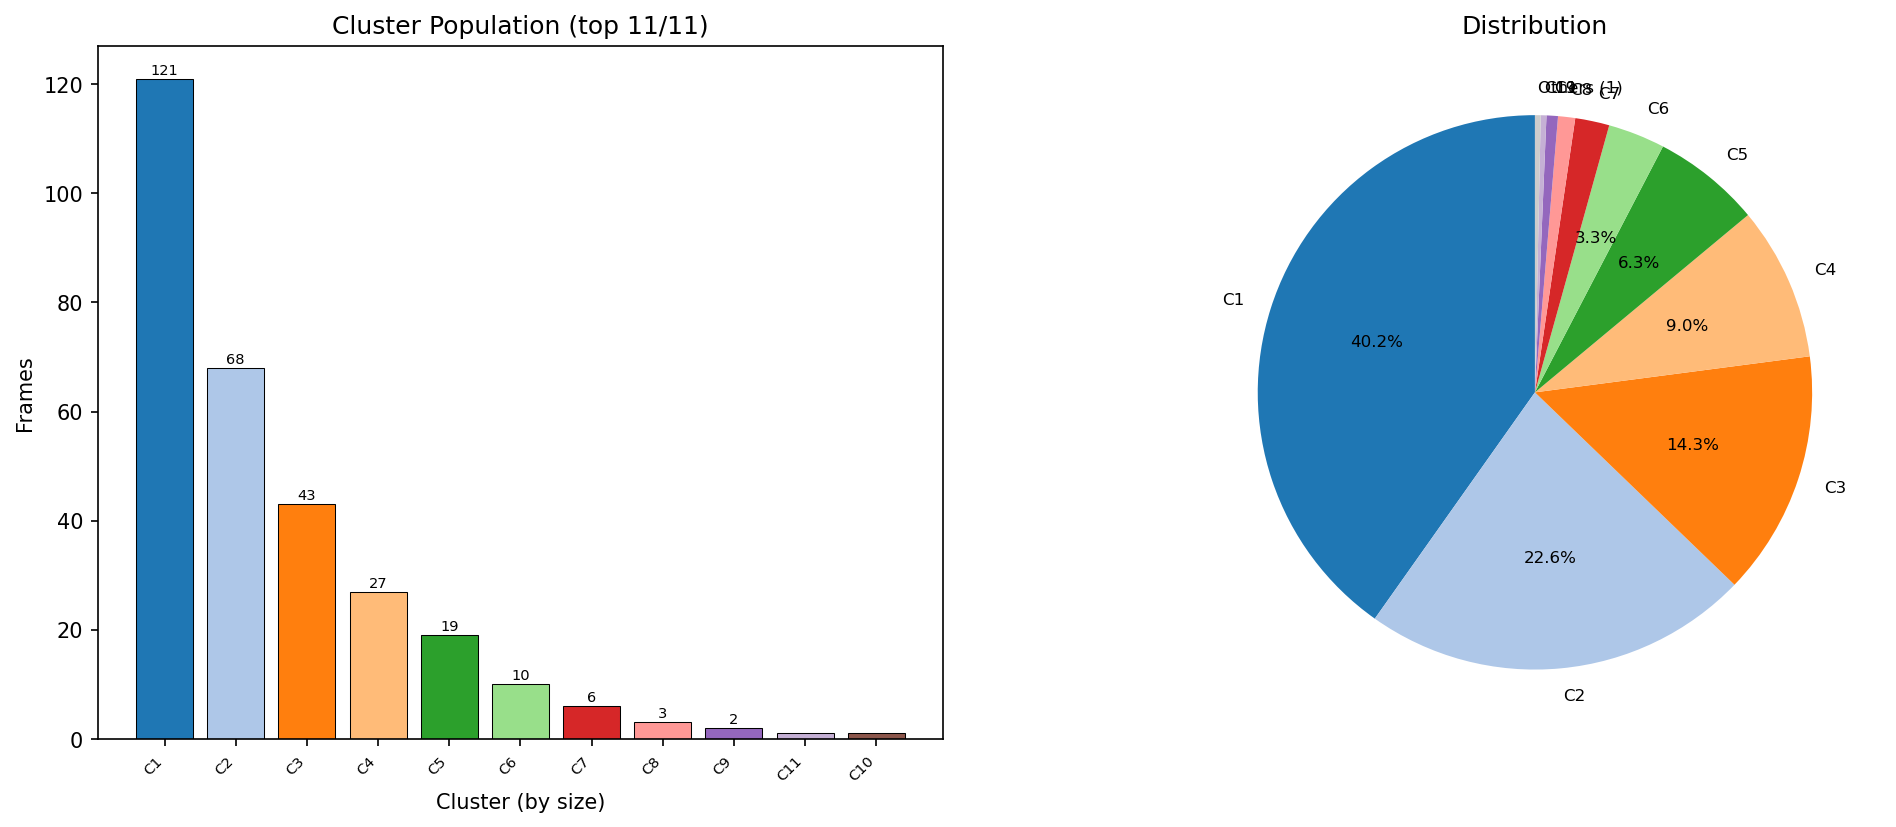 Cluster Population (top 11/11)
Frames
120
100
80
60
40
20
0
121
68
43
27
19
10
6
3
2
C1
C2
C3
C4
C5
C6
C7
C8
C9
C11
C10
Cluster (by size)
Distribution
C8
C7
C6
C5
C4
C3
C2
C1
3.3%
6.3%
9.0%
14.3%
22.6%
40.2%